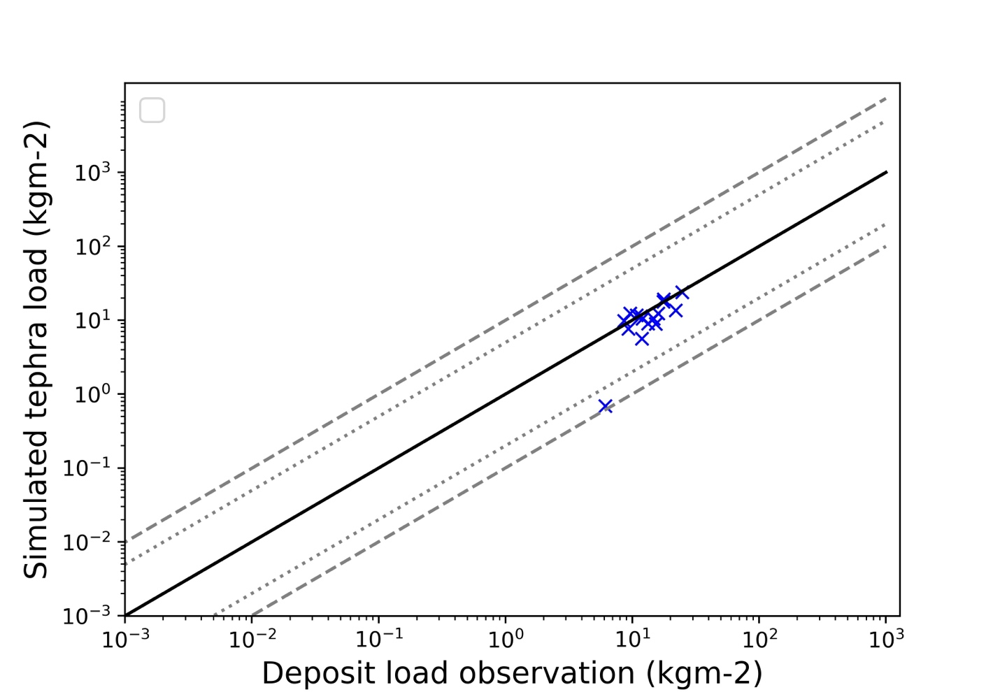 Simulated tephra load (kgm-2)
10³
10²
10¹
10⁰
10⁻¹
10⁻²
10⁻³
10⁻³ 10⁻² 10⁻¹ 10⁰ 10¹ 10² 10³
Deposit load observation (kgm-2)